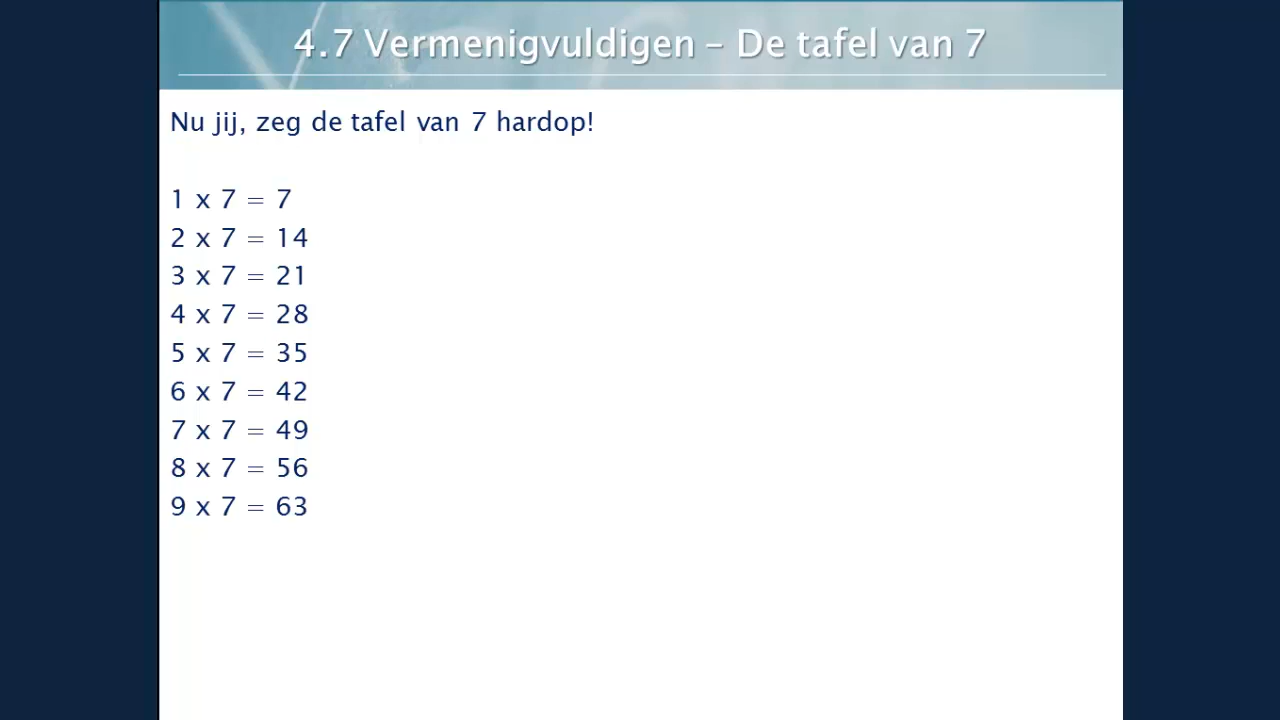 4.7 Vermenigvuldigen – De tafel van 7
Nu jij, zeg de tafel van 7 hardop!
1 x 7 = 7
2 x 7 = 14
3 x 7 = 21
4 x 7 = 28
5 x 7 = 35
6 x 7 = 42
7 x 7 = 49
8 x 7 = 56
9 x 7 = 63